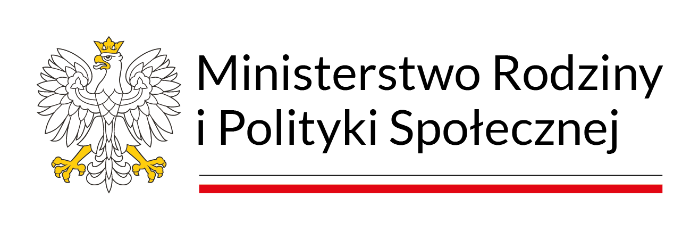 Ministerstwo Rodziny
i Polityki Społecznej